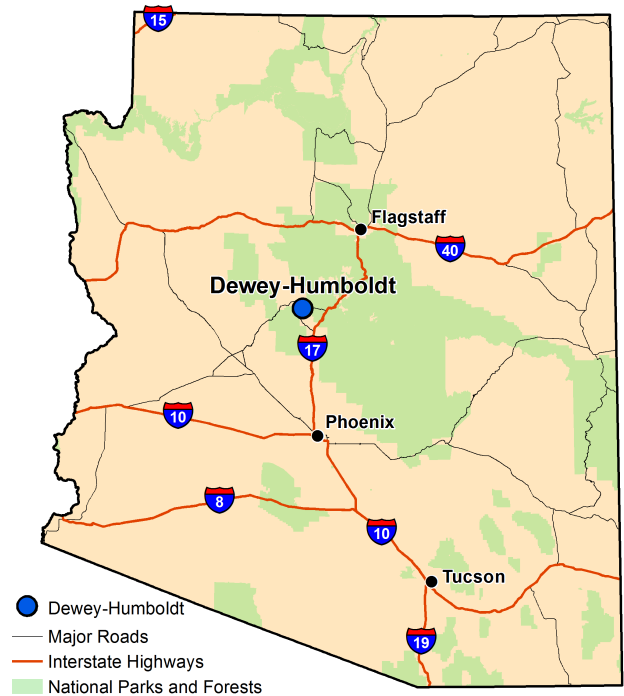 15
Flagstaff
40
Dewey-Humboldt
17
10
Phoenix
8
10
Tucson
19
Dewey-Humboldt
Major Roads
Interstate Highways
National Parks and Forests